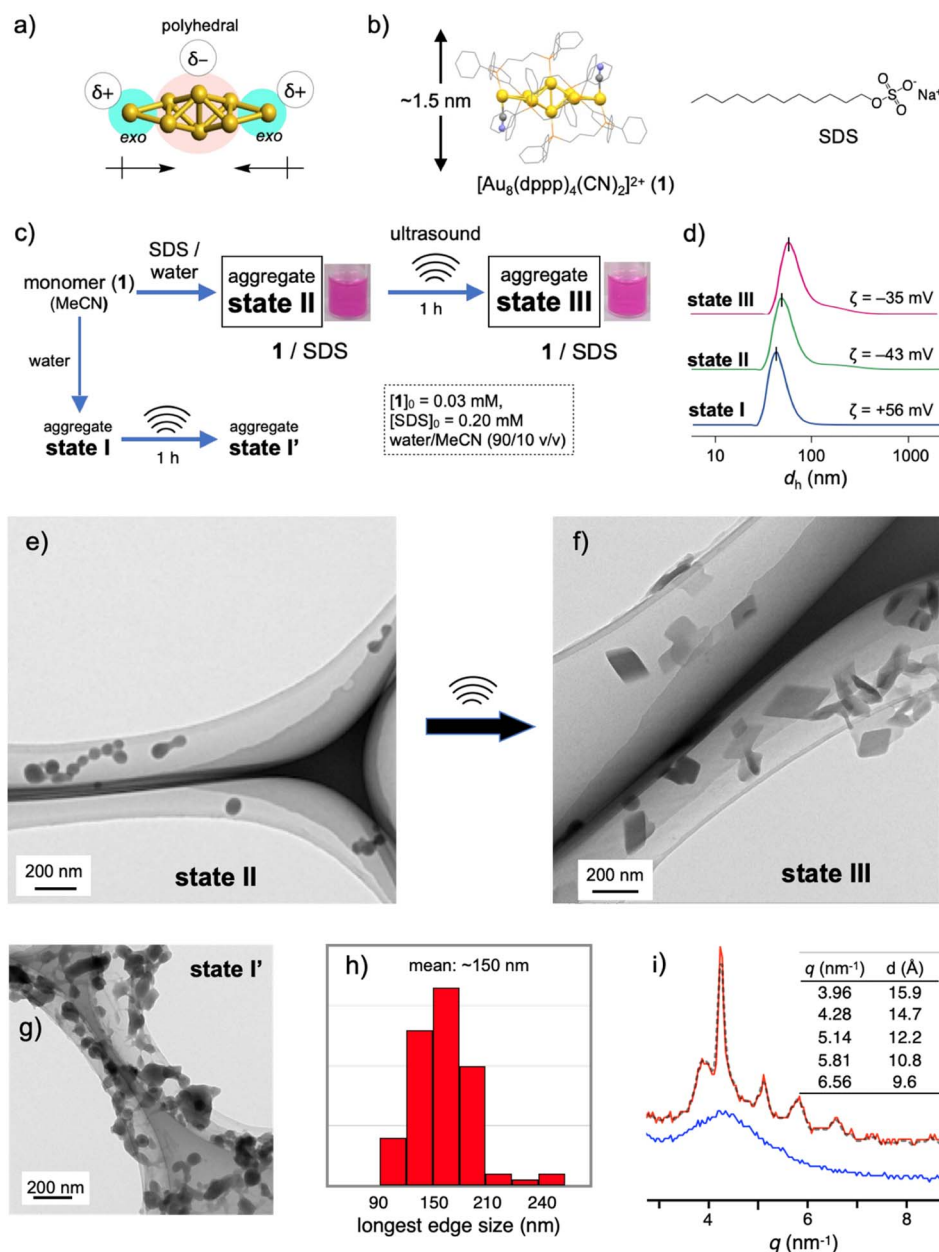 a)
polyhedral
δ−
δ+
δ+
exo
exo
b)
~1.5 nm
[Au₈(dppp)₄(CN)₂]²⁺ (1)
O
S
O
O
O⁻
Na⁺
SDS
c)
monomer (1)
(MeCN)
SDS /
water
aggregate
state II
1 / SDS
ultrasound
1 h
aggregate
state III
1 / SDS
water
aggregate
state I
1 h
aggregate
state I’
[1]₀ = 0.03 mM,
[SDS]₀ = 0.20 mM
water/MeCN (90/10 v/v)
d)
state III
ζ = –35 mV
state II
ζ = –43 mV
state I
ζ = +56 mV
10 100 1000
dₕ (nm)
e)
200 nm
state II
f)
200 nm
state III
g)
state I’
200 nm
h)
mean: ~150 nm
90 150 210 240
longest edge size (nm)
i)
q (nm⁻¹) d (Å)
3.96 15.9
4.28 14.7
5.14 12.2
5.81 10.8
6.56 9.6
4 6 8
q (nm⁻¹)